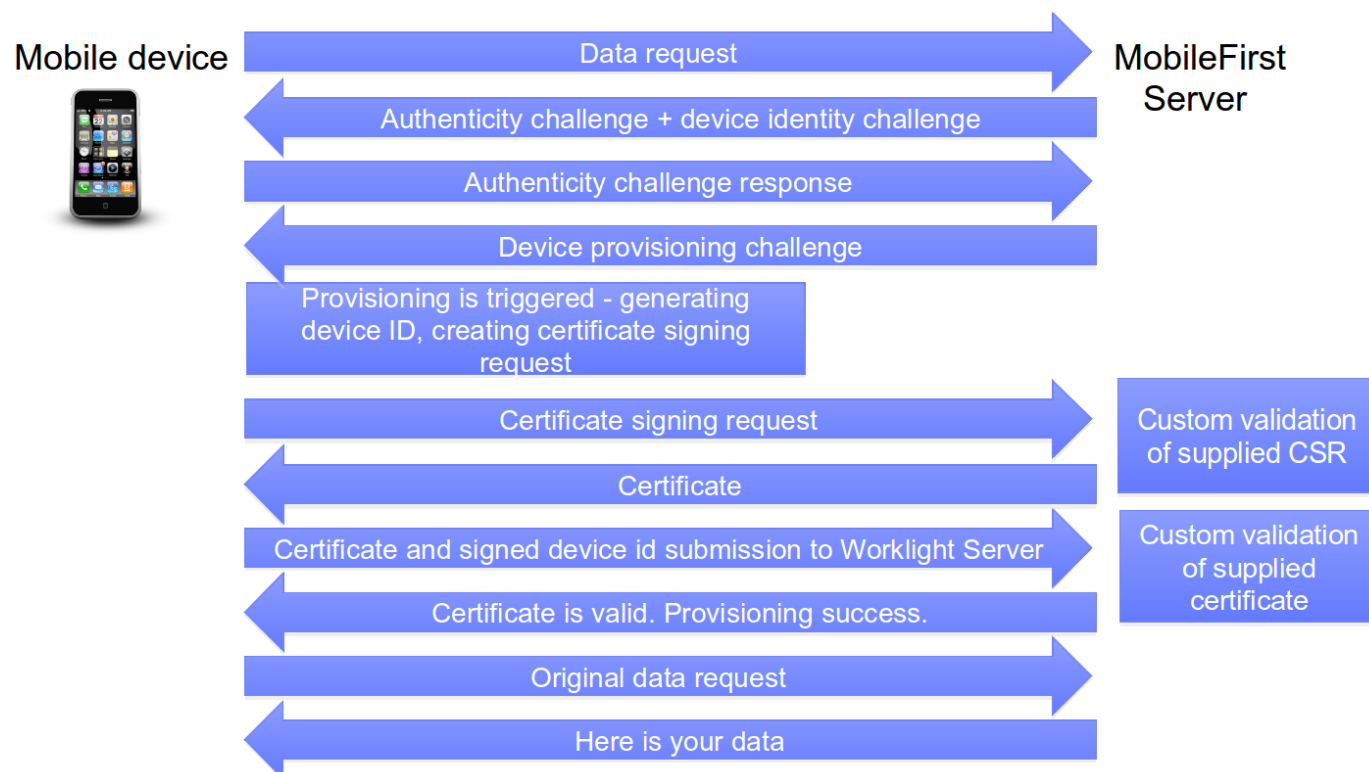 Mobile device
Data request
MobileFirst
Server
Authenticity challenge + device identity challenge
Authenticity challenge response
Device provisioning challenge
Provisioning is triggered - generating
device ID, creating certificate signing
request
Certificate signing request
Custom validation
of supplied CSR
Certificate
Certificate and signed device id submission to Worklight Server
Custom validation
of supplied
certificate
Certificate is valid. Provisioning success.
Original data request
Here is your data